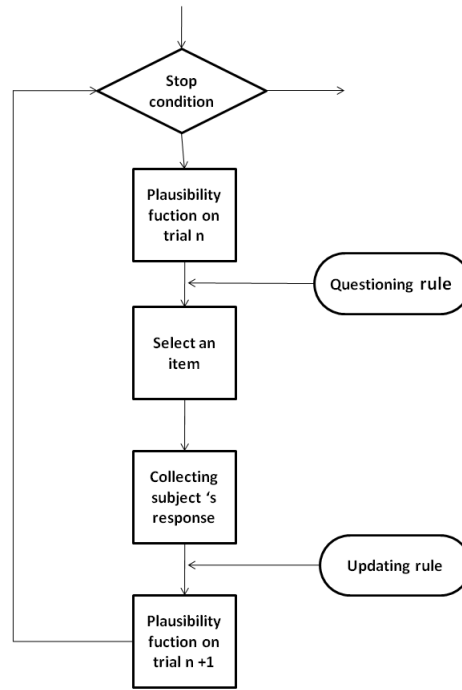 Stop
condition
Plausibility
fuction on
trial n
Questioning rule
Select an
item
Collecting
subject ‘s
response
Updating rule
Plausibility
fuction on
trial n +1